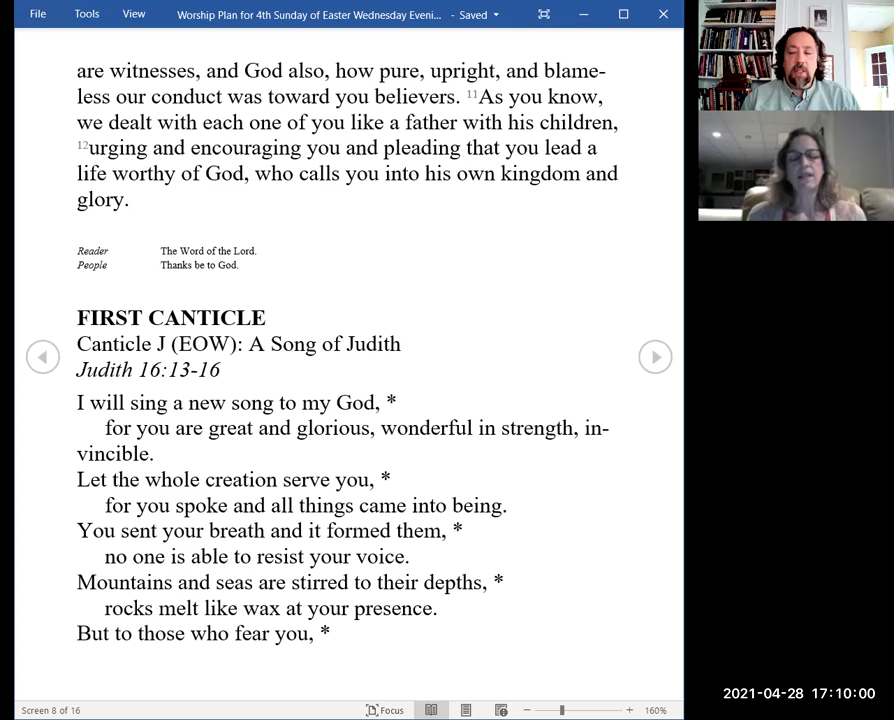 File Tools View Worship Plan for 4th Sunday of Easter Wednesday Eveni... - Saved
are witnesses, and God also, how pure, upright, and blame-
less our conduct was toward you believers. 11As you know,
we dealt with each one of you like a father with his children,
12urging and encouraging you and pleading that you lead a
life worthy of God, who calls you into his own kingdom and
glory.
Reader The Word of the Lord.
People Thanks be to God.
FIRST CANTICLE
Canticle J (EOW): A Song of Judith
Judith 16:13-16
I will sing a new song to my God, *
for you are great and glorious, wonderful in strength, in-
vincible.
Let the whole creation serve you, *
for you spoke and all things came into being.
You sent your breath and it formed them, *
no one is able to resist your voice.
Mountains and seas are stirred to their depths, *
rocks melt like wax at your presence.
But to those who fear you, *
2021-04-28 17:10:00
Screen 8 of 16 Focus 160%